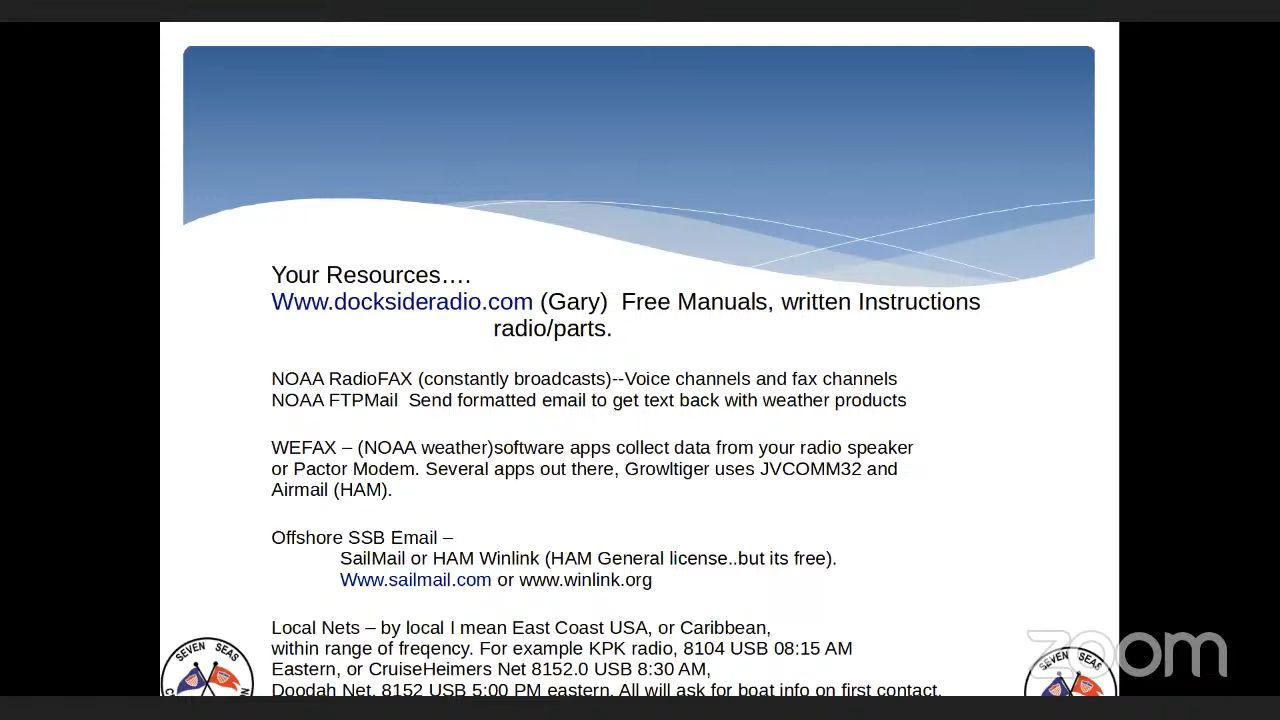 Your Resources….
Www.docksideradio.com (Gary)  Free Manuals, written Instructions
radio/parts.
NOAA RadioFAX (constantly broadcasts)--Voice channels and fax channels
NOAA FTPMail  Send formatted email to get text back with weather products
WEFAX – (NOAA weather)software apps collect data from your radio speaker
or Pactor Modem. Several apps out there, Growltiger uses JVCOMM32 and
Airmail (HAM).
Offshore SSB Email –
SailMail or HAM Winlink (HAM General license..but its free).
Www.sailmail.com or www.winlink.org
Local Nets – by local I mean East Coast USA, or Caribbean,
within range of freqency. For example KPK radio, 8104 USB 08:15 AM
Eastern, or CruiseHeimers Net 8152.0 USB 8:30 AM,
Doodah Net, 8152 USB 5:00 PM eastern. All will ask for boat info on first contact.
SEVEN SEAS
SEVEN SEAS
zoom